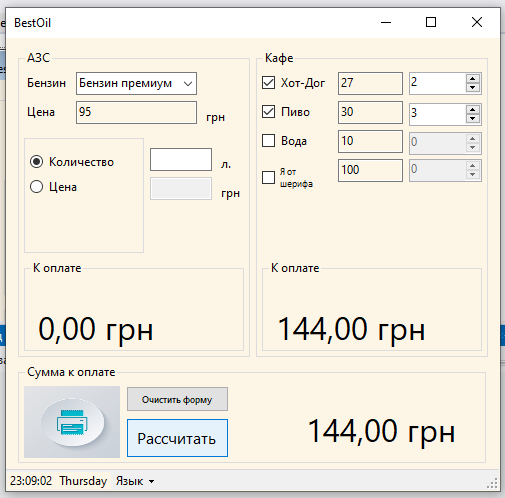 BestOil
АЗС
Бензин Бензин премиум
Цена 95 грн
Количество л.
Цена грн
К оплате
0,00 грн
Кафе
Хот-Дог 27 2
Пиво 30 3
Вода 10 0
Я от шерифа 100 0
К оплате
144,00 грн
Сумма к оплате
Очистить форму
Рассчитать
144,00 грн
23:09:02 Thursday Язык